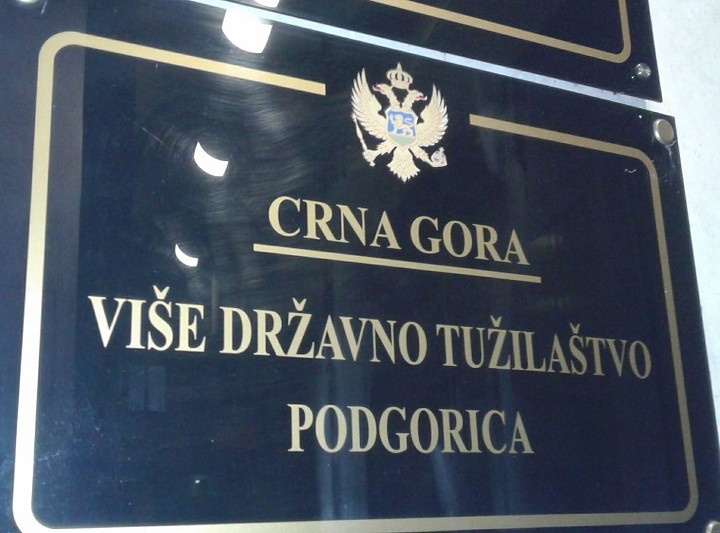 CRNA GORA
VIŠE DRŽAVNO TUŽILAŠTVO
PODGORICA